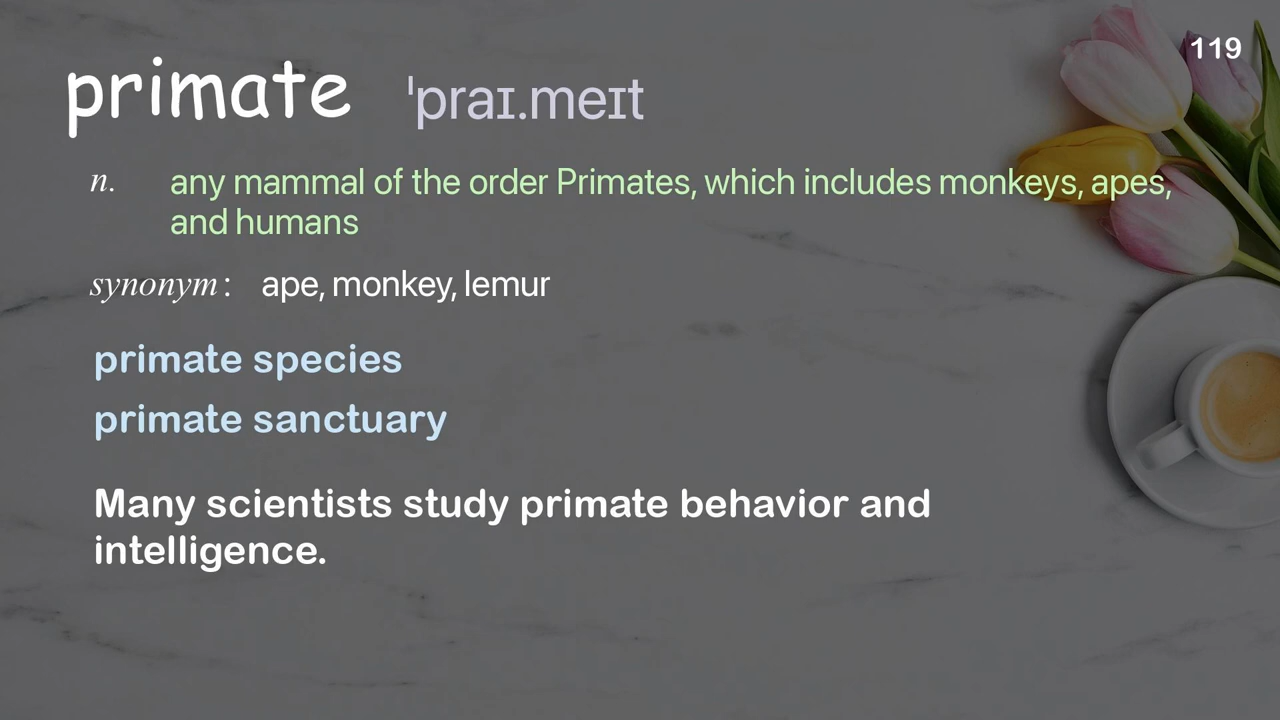 119
primate ˈpraɪ.meɪt
n. any mammal of the order Primates, which includes monkeys, apes,
and humans
synonym: ape, monkey, lemur
primate species
primate sanctuary
Many scientists study primate behavior and
intelligence.